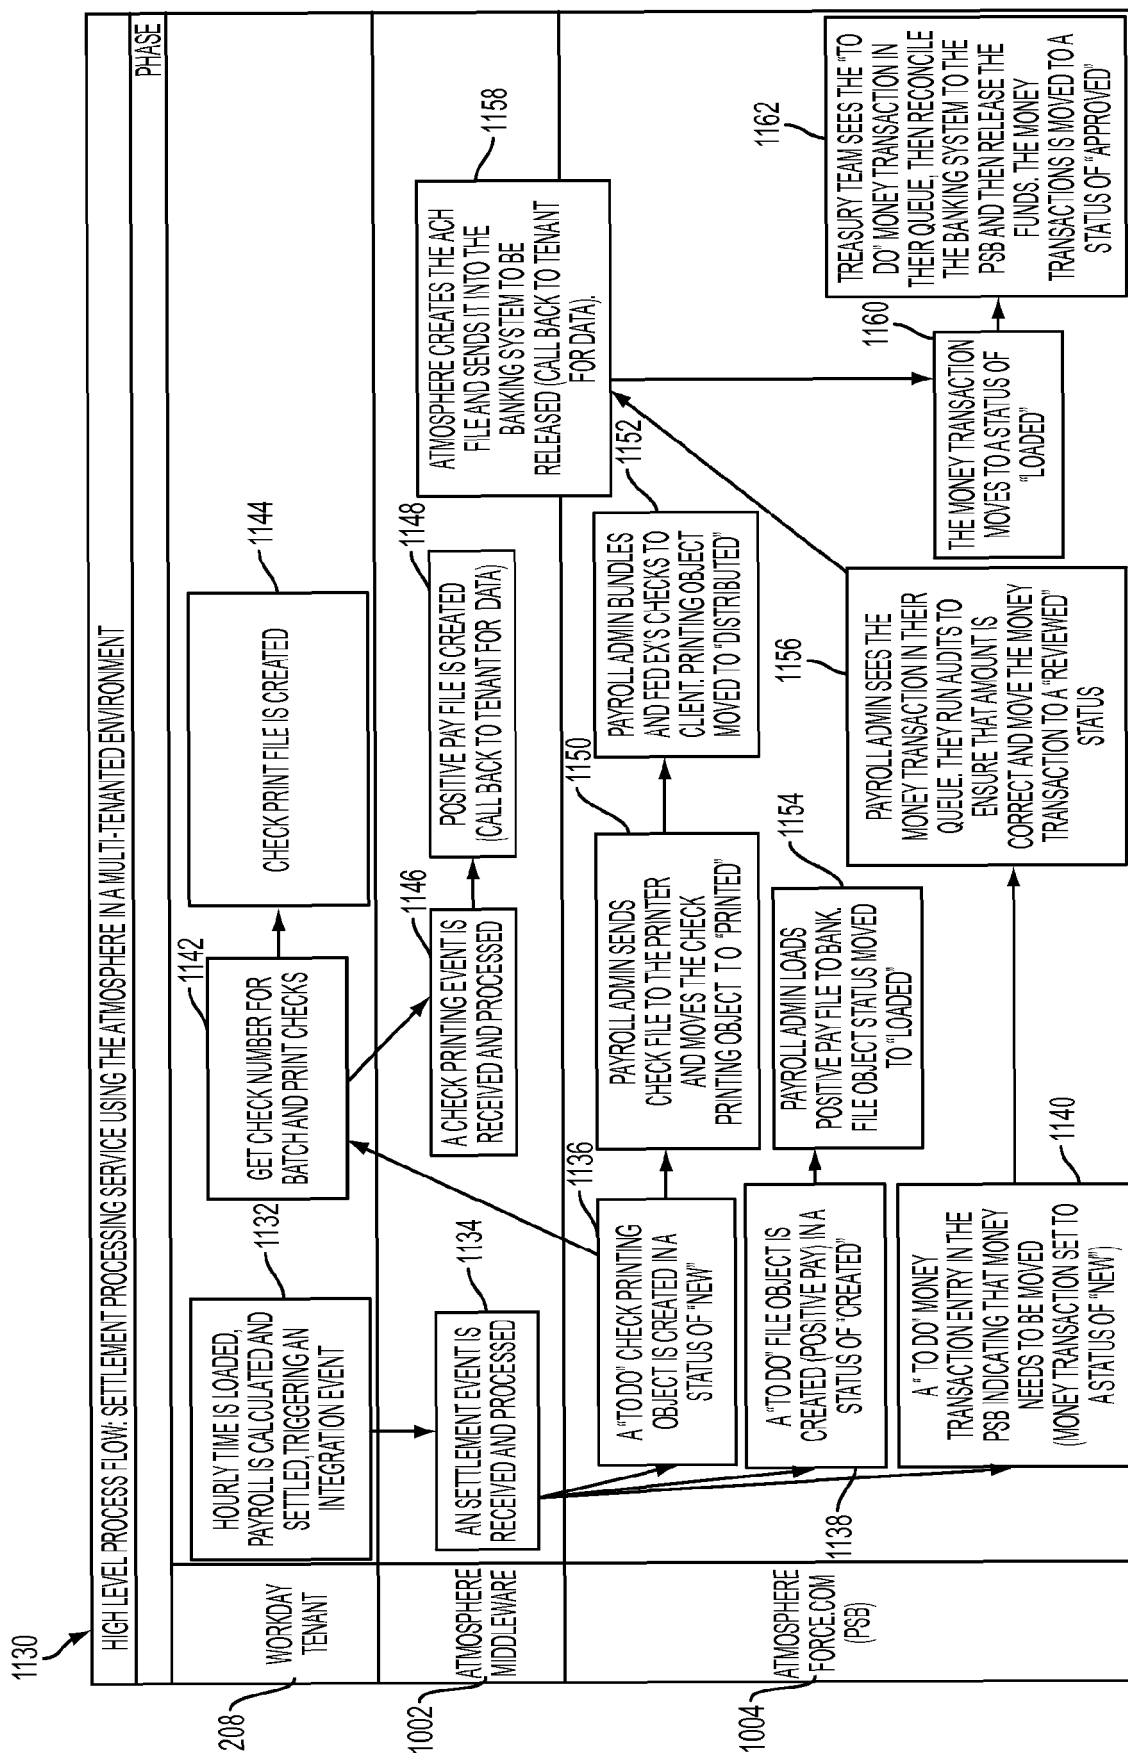 1130
HIGH LEVEL PROCESS FLOW: SETTLEMENT PROCESSING SERVICE USING THE ATMOSPHERE IN A MULTI-TENANTED ENVIRONMENT
PHASE
208
WORKDAY
TENANT
1132
HOURLY TIME IS LOADED,
PAYROLL IS CALCULATED AND
SETTLED, TRIGGERING AN
INTEGRATION EVENT
1142
GET CHECK NUMBER FOR
BATCH AND PRINT CHECKS
1144
CHECK PRINT FILE IS CREATED
1002
ATMOSPHERE
MIDDLEWARE
1134
AN SETTLEMENT EVENT IS
RECEIVED AND PROCESSED
1146
A CHECK PRINTING EVENT IS
RECEIVED AND PROCESSED
1148
POSITIVE PAY FILE IS CREATED
(CALL BACK TO TENANT FOR DATA)
1158
ATMOSPHERE CREATES THE ACH
FILE AND SENDS IT INTO THE
BANKING SYSTEM TO BE
RELEASED (CALL BACK TO TENANT
FOR DATA).
1004
ATMOSPHERE
FORCE.COM
(PSB)
1136
A "TO DO" CHECK PRINTING
OBJECT IS CREATED IN A
STATUS OF "NEW"
1150
PAYROLL ADMIN SENDS
CHECK FILE TO THE PRINTER
AND MOVES THE CHECK
PRINTING OBJECT TO "PRINTED"
1152
PAYROLL ADMIN BUNDLES
AND FED EX'S CHECKS TO
CLIENT. PRINTING OBJECT
MOVED TO "DISTRIBUTED"
1138
A "TO DO" FILE OBJECT IS
CREATED (POSITIVE PAY) IN A
STATUS OF "CREATED"
1154
PAYROLL ADMIN LOADS
POSITIVE PAY FILE TO BANK.
FILE OBJECT STATUS MOVED
TO "LOADED"
1140
A "TO DO" MONEY
TRANSACTION ENTRY IN THE
PSB INDICATING THAT MONEY
NEEDS TO BE MOVED
(MONEY TRANSACTION SET TO
A STATUS OF "NEW")
1156
PAYROLL ADMIN SEES THE
MONEY TRANSACTION IN THEIR
QUEUE. THEY RUN AUDITS TO
ENSURE THAT AMOUNT IS
CORRECT AND MOVE THE MONEY
TRANSACTION TO A "REVIEWED"
STATUS
1160
THE MONEY TRANSACTION
MOVES TO A STATUS OF
"LOADED"
1162
TREASURY TEAM SEES THE "TO
DO" MONEY TRANSACTION IN
THEIR QUEUE, THEN RECONCILE
THE BANKING SYSTEM TO THE
PSB AND THEN RELEASE THE
FUNDS. THE MONEY
TRANSACTIONS IS MOVED TO A
STATUS OF "APPROVED"